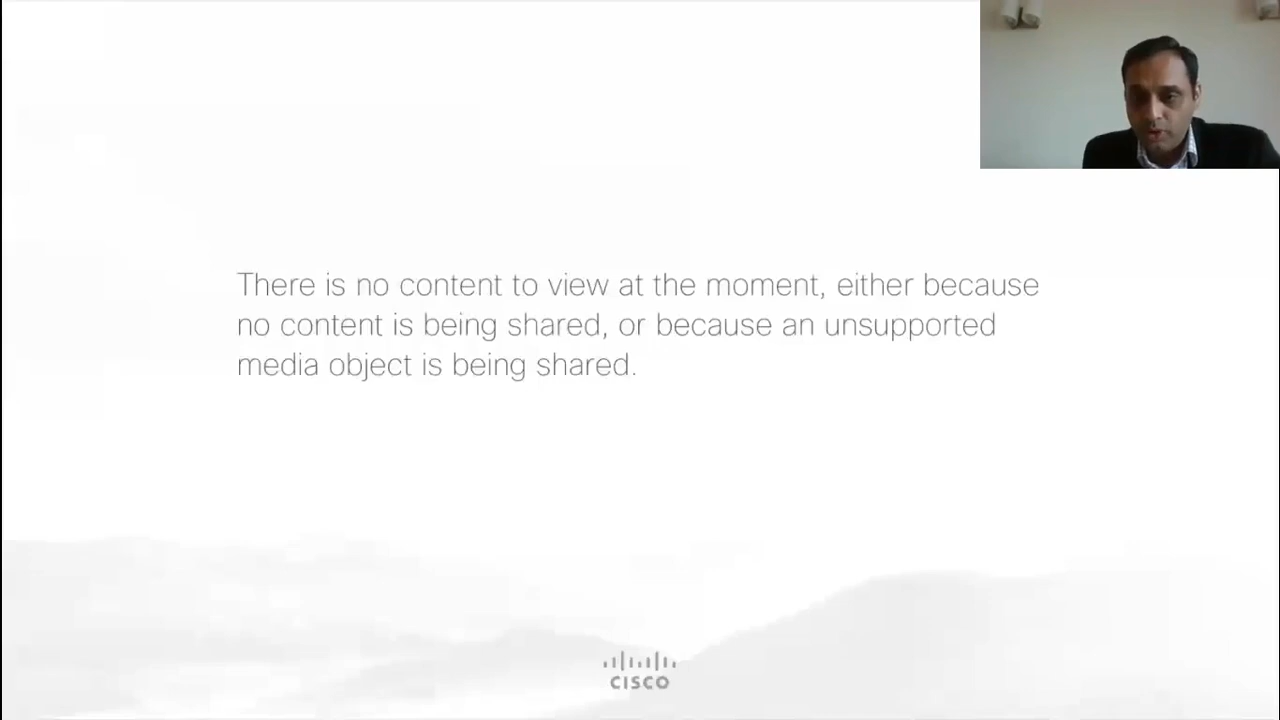 There is no content to view at the moment, either because
no content is being shared, or because an unsupported
media object is being shared.
CISCO